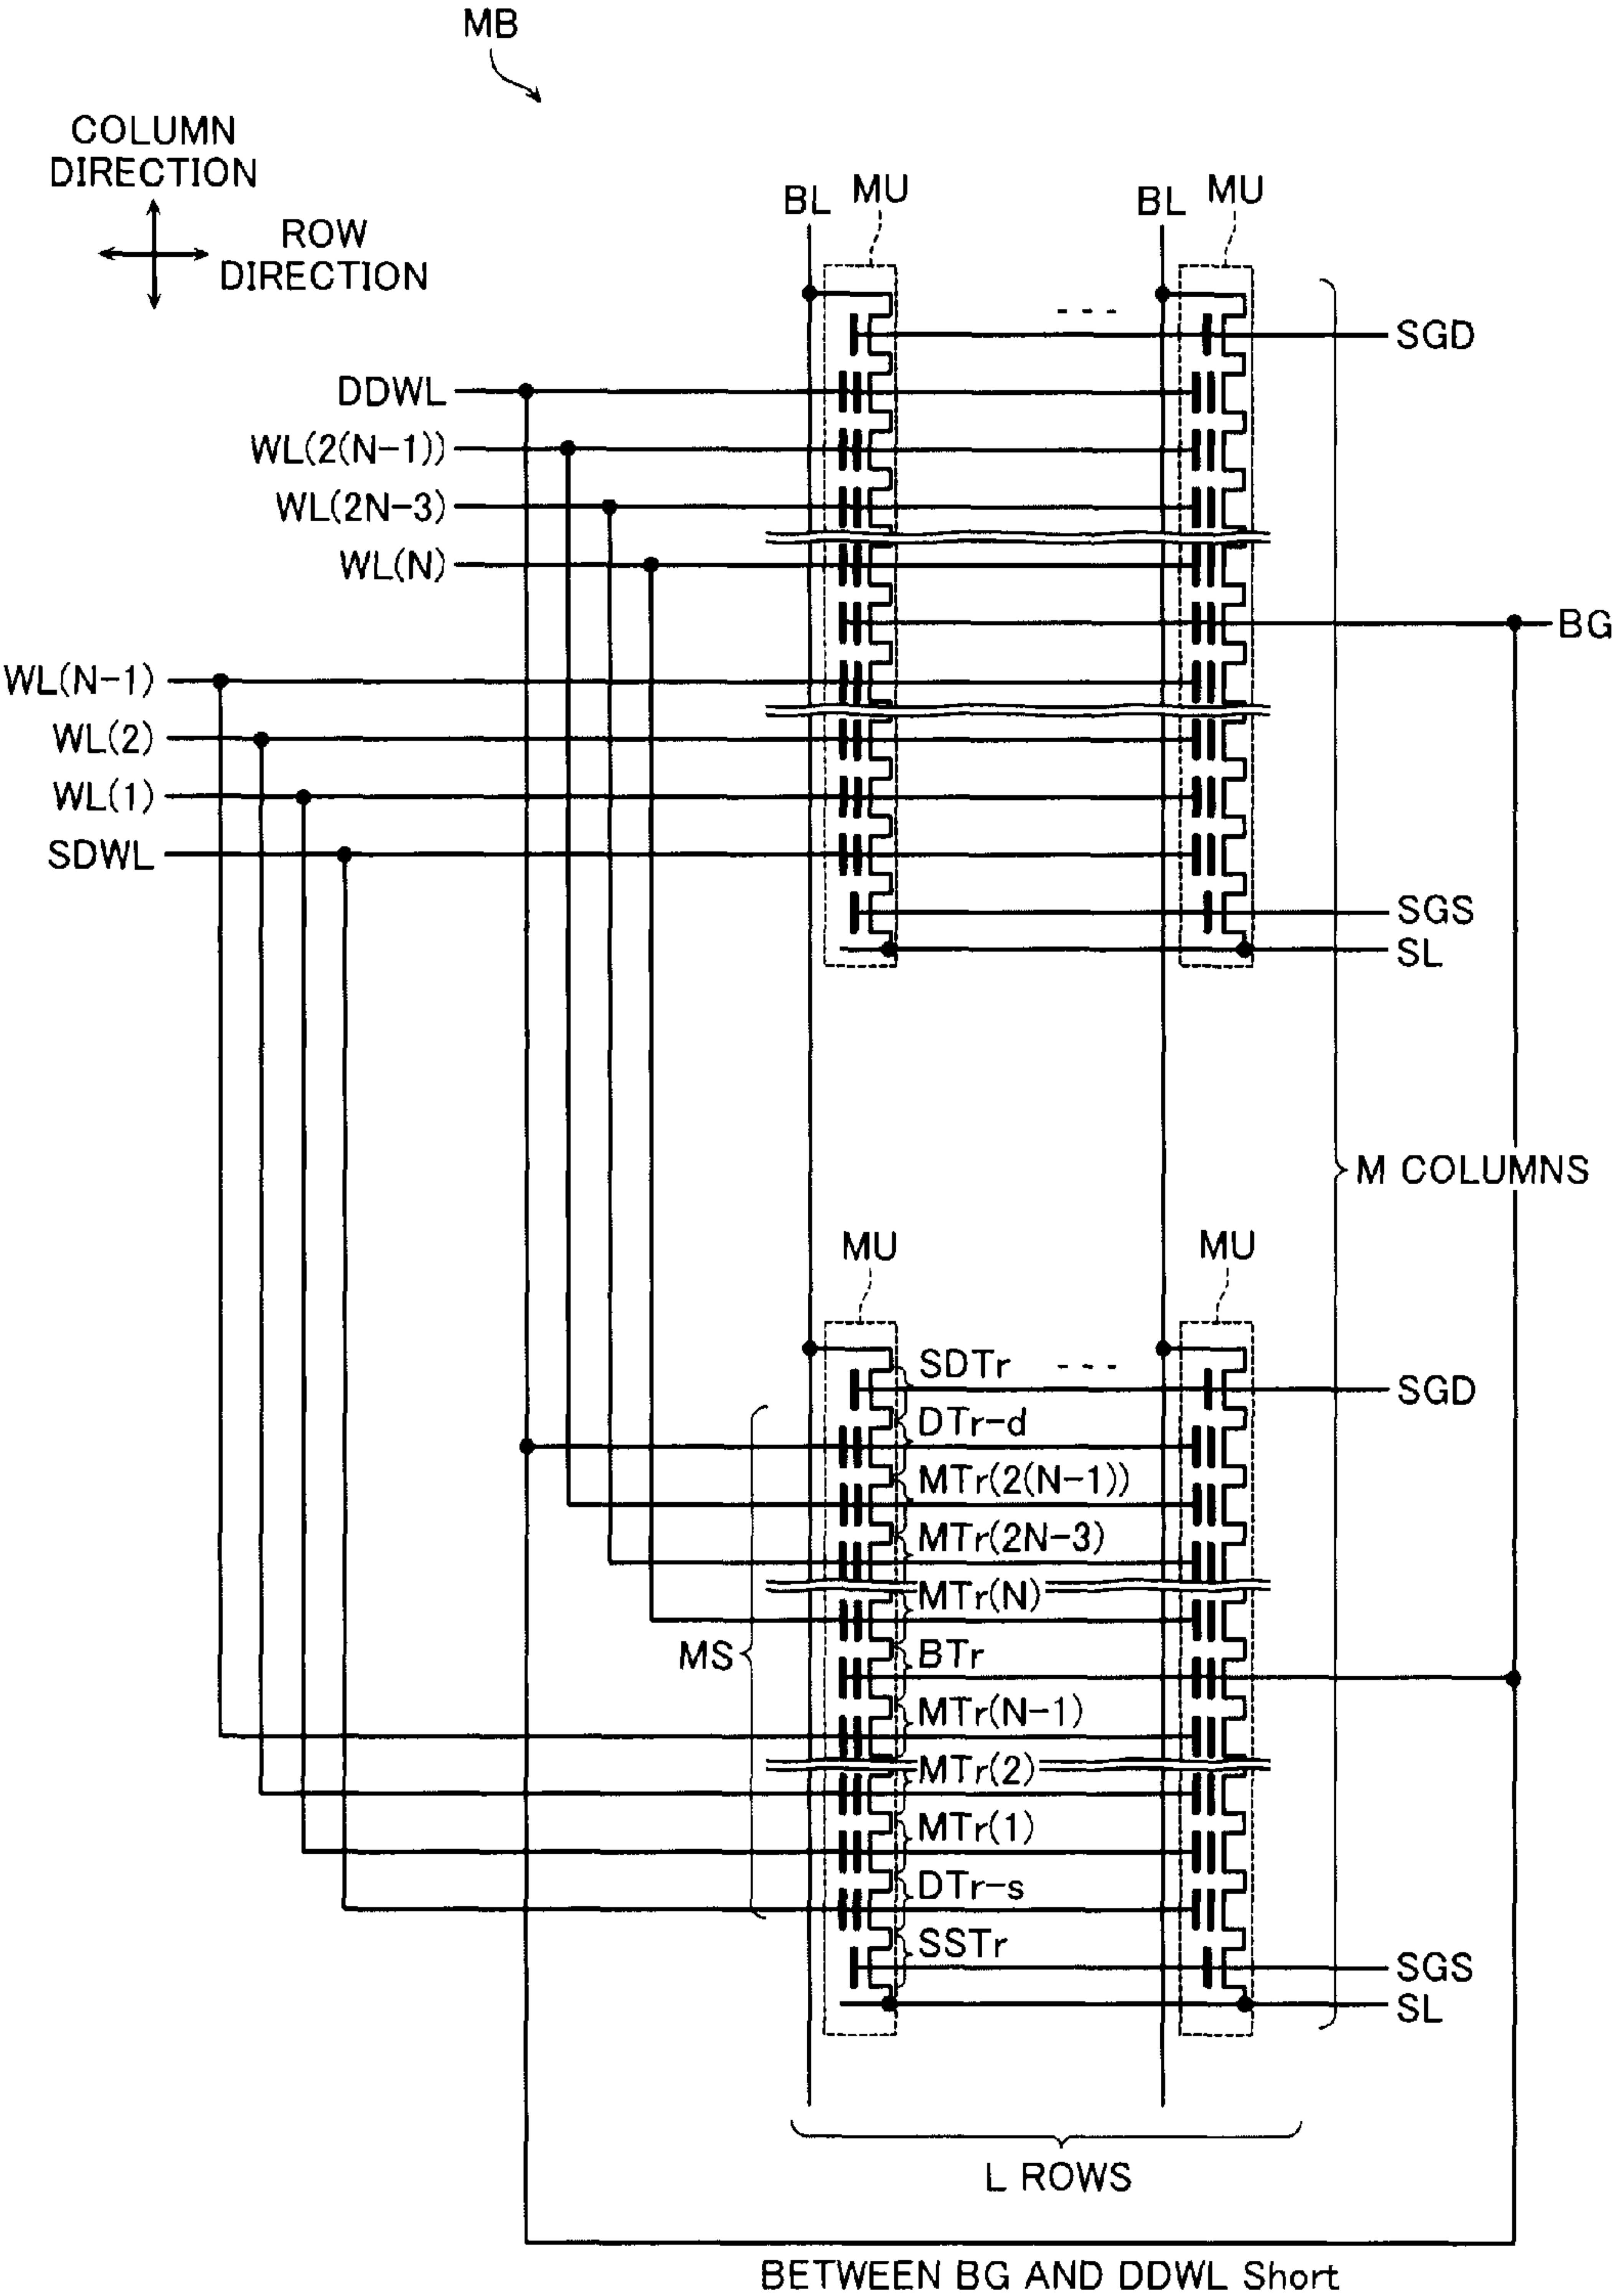 MB
COLUMN
DIRECTION
ROW
DIRECTION
BL
MU
BL
MU
SGD
DDWL
WL(2(N-1))
WL(2N-3)
WL(N)
BG
WL(N-1)
WL(2)
WL(1)
SDWL
SGS
SL
M COLUMNS
MU
MU
SDTr
SGD
DTr-d
MTr(2(N-1))
MTr(2N-3)
MTr(N)
MS
BTr
MTr(N-1)
MTr(2)
MTr(1)
DTr-s
SSTr
SGS
SL
L ROWS
BETWEEN BG AND DDWL Short